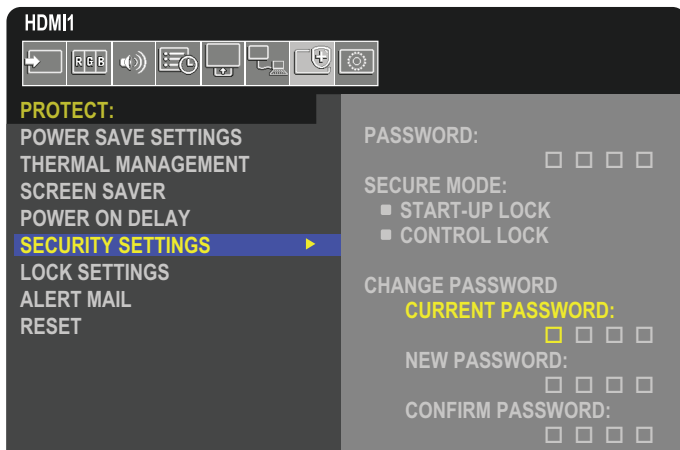 HDMI1
R G B
PROTECT:
POWER SAVE SETTINGS
THERMAL MANAGEMENT
SCREEN SAVER
POWER ON DELAY
SECURITY SETTINGS
LOCK SETTINGS
ALERT MAIL
RESET
PASSWORD:
SECURE MODE:
START-UP LOCK
CONTROL LOCK
CHANGE PASSWORD
CURRENT PASSWORD:
NEW PASSWORD:
CONFIRM PASSWORD: